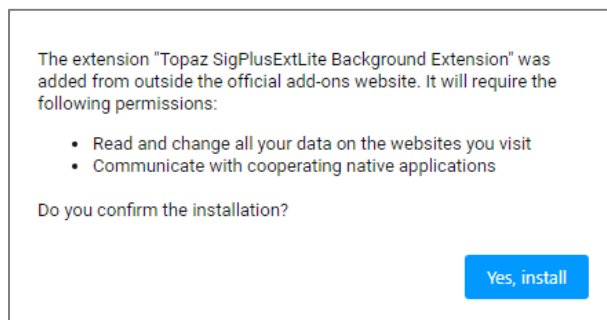 The extension "Topaz SigPlusExtLite Background Extension" was
added from outside the official add-ons website. It will require the
following permissions:
• Read and change all your data on the websites you visit
• Communicate with cooperating native applications
Do you confirm the installation?
Yes, install